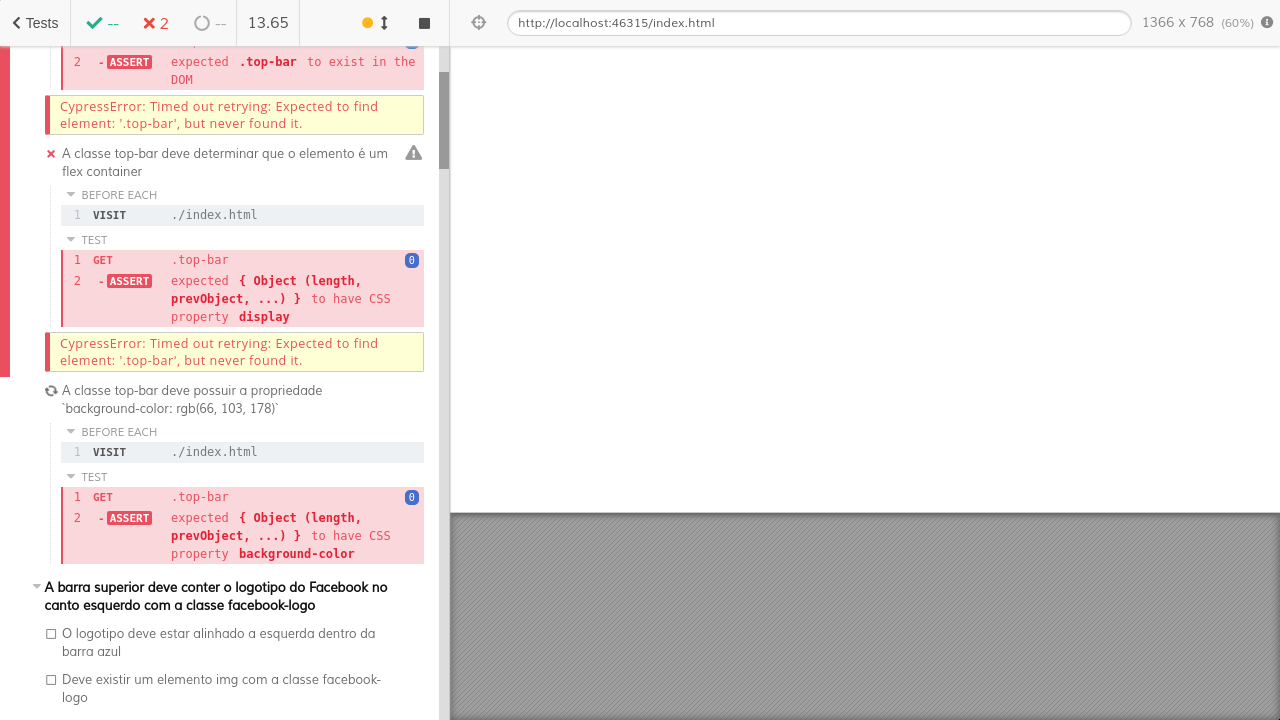 Tests
--
2
--
13.65
http://localhost:46315/index.html
1366 x 768 (60%)
2 - ASSERT expected .top-bar to exist in the
DOM
CypressError: Timed out retrying: Expected to find
element: '.top-bar', but never found it.
A classe top-bar deve determinar que o elemento é um
flex container
BEFORE EACH
1 VISIT ./index.html
TEST
1 GET .top-bar 0
2 - ASSERT expected { Object (length,
prevObject, ...) } to have CSS
property display
CypressError: Timed out retrying: Expected to find
element: '.top-bar', but never found it.
A classe top-bar deve possuir a propriedade
`background-color: rgb(66, 103, 178)`
BEFORE EACH
1 VISIT ./index.html
TEST
1 GET .top-bar 0
2 - ASSERT expected { Object (length,
prevObject, ...) } to have CSS
property background-color
A barra superior deve conter o logotipo do Facebook no
canto esquerdo com a classe facebook-logo
O logotipo deve estar alinhado a esquerda dentro da
barra azul
Deve existir um elemento img com a classe facebook-
logo